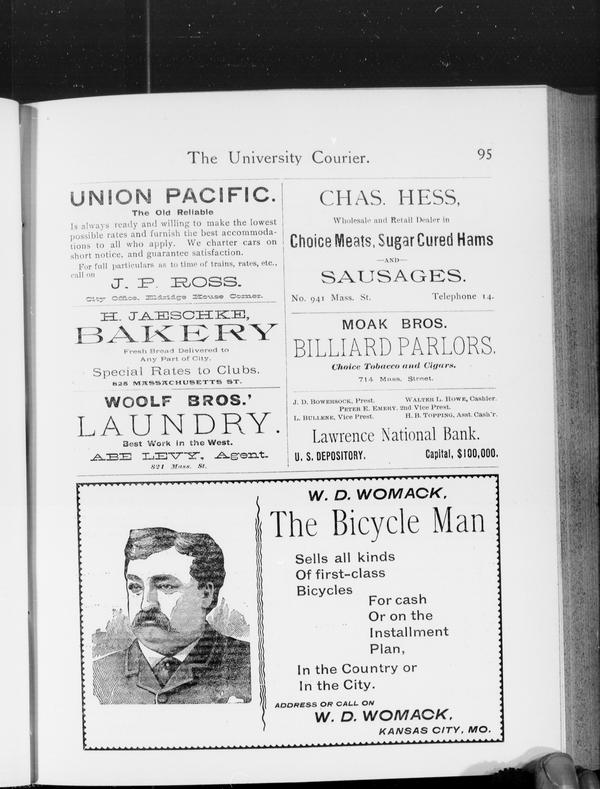 The University Courier.
95
UNION PACIFIC.
The Old Reliable
Is always ready and willing to make the lowest
possible rates and furnish the best accommoda-
tions to all who apply. We charter cars on
short notice, and guarantee satisfaction.
For full particulars as to time of trains, rates, etc.,
call on
J. P. ROSS.
City Office, Eldridge House Corner.
H. JAESCHKE,
BAKERY
Fresh Bread Delivered to
Any Part of City.
Special Rates to Clubs.
825 MASSACHUSETTS ST.
WOOLF BROS.'
LAUNDRY.
Best Work in the West.
ABE LEVY, Agent.
821 Mass. St.
CHAS. HESS,
Wholesale and Retail Dealer in
Choice Meats, Sugar Cured Hams
—AND—
SAUSAGES.
No. 941 Mass. St. Telephone 14.
MOAK BROS.
BILLIARD PARLORS.
Choice Tobacco and Cigars.
714 Mass. Street.
J. D. BOWERSOCK, Prest. WALTER L. HOWE, Cashier.
PETER E. EMERY, 2nd Vice Prest.
L. BULLENE, Vice Prest. H. B. TOPPING, Asst. Cash'r.
Lawrence National Bank.
U. S. DEPOSITORY. Capital, $100,000.
W. D. WOMACK,
The Bicycle Man
Sells all kinds
Of first-class
Bicycles
For cash
Or on the
Installment
Plan,
In the Country or
In the City.
ADDRESS OR CALL ON
W. D. WOMACK,
KANSAS CITY, MO.